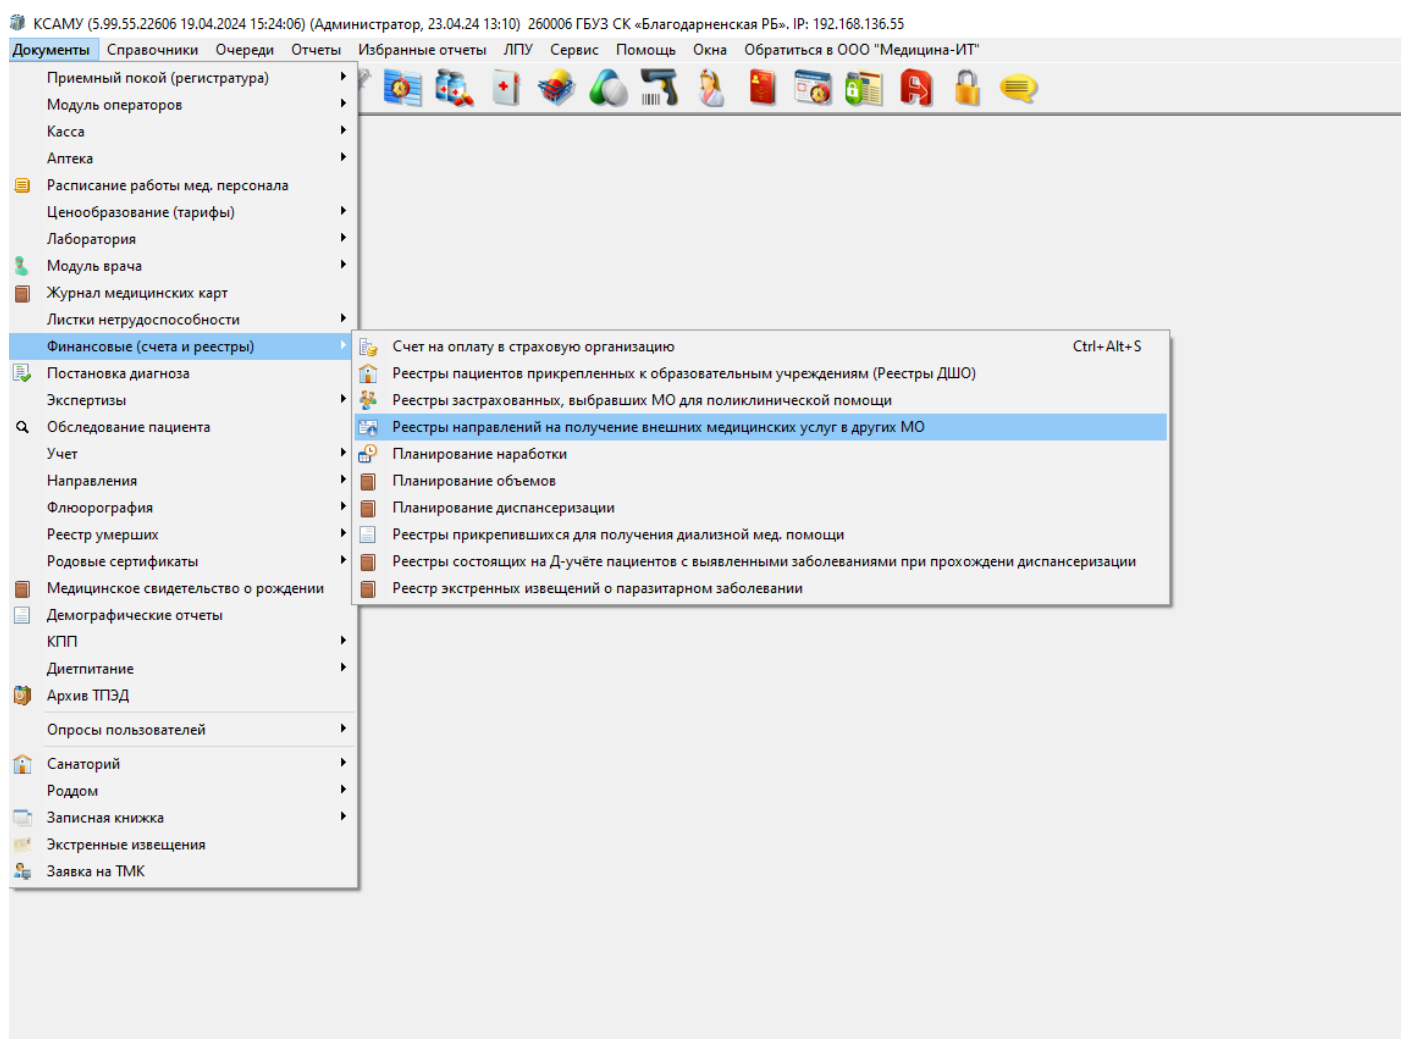 КСАМУ (5.99.55.22606 19.04.2024 15:24:06) (Администратор, 23.04.24 13:10)  260006 ГБУЗ СК «Благодарненская РБ». IP: 192.168.136.55
Документы Справочники Очереди Отчеты Избранные отчеты ЛПУ Сервис Помощь Окна Обратиться в ООО "Медицина-ИТ"
Приемный покой (регистратура)
Модуль операторов
Касса
Аптека
Расписание работы мед. персонала
Ценообразование (тарифы)
Лаборатория
Модуль врача
Журнал медицинских карт
Листки нетрудоспособности
Финансовые (счета и реестры)
Постановка диагноза
Экспертизы
Обследование пациента
Учет
Направления
Флюорография
Реестр умерших
Родовые сертификаты
Медицинское свидетельство о рождении
Демографические отчеты
КПП
Диетпитание
Архив ТПЭД
Опросы пользователей
Санаторий
Роддом
Записная книжка
Экстренные извещения
Заявка на ТМК
Счет на оплату в страховую организацию Ctrl+Alt+S
Реестры пациентов прикрепленных к образовательным учреждениям (Реестры ДШО)
Реестры застрахованных, выбравших МО для поликлинической помощи
Реестры направлений на получение внешних медицинских услуг в других МО
Планирование наработки
Планирование объемов
Планирование диспансеризации
Реестры прикрепившихся для получения диализной мед. помощи
Реестры состоящих на Д-учёте пациентов с выявленными заболеваниями при прохождени диспансеризации
Реестр экстренных извещений о паразитарном заболевании